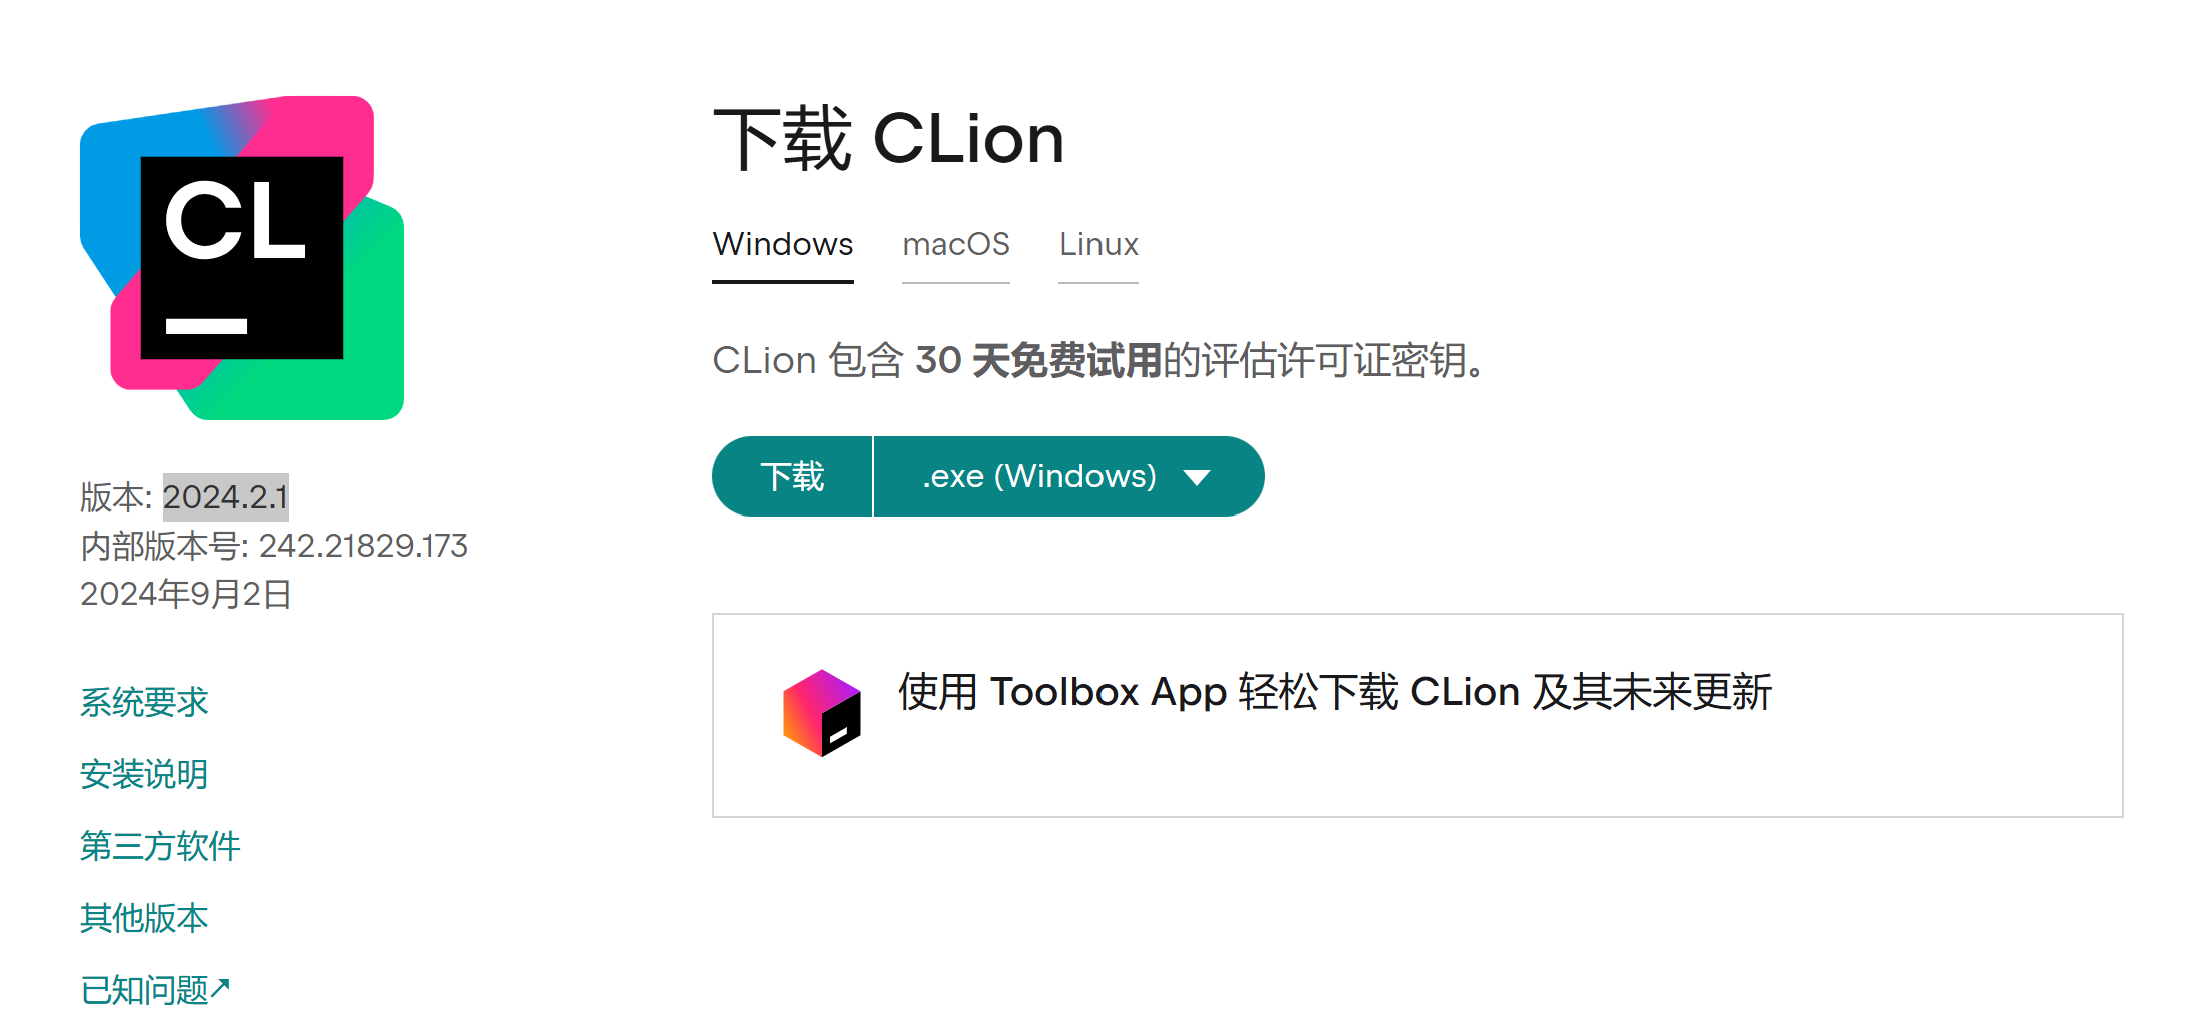 CL
版本: 2024.2.1
内部版本号: 242.21829.173
2024年9月2日
系统要求
安装说明
第三方软件
其他版本
已知问题↗
下载 CLion
Windows macOS Linux
CLion 包含 30 天免费试用的评估许可证密钥。
下载 .exe (Windows)
使用 Toolbox App 轻松下载 CLion 及其未来更新